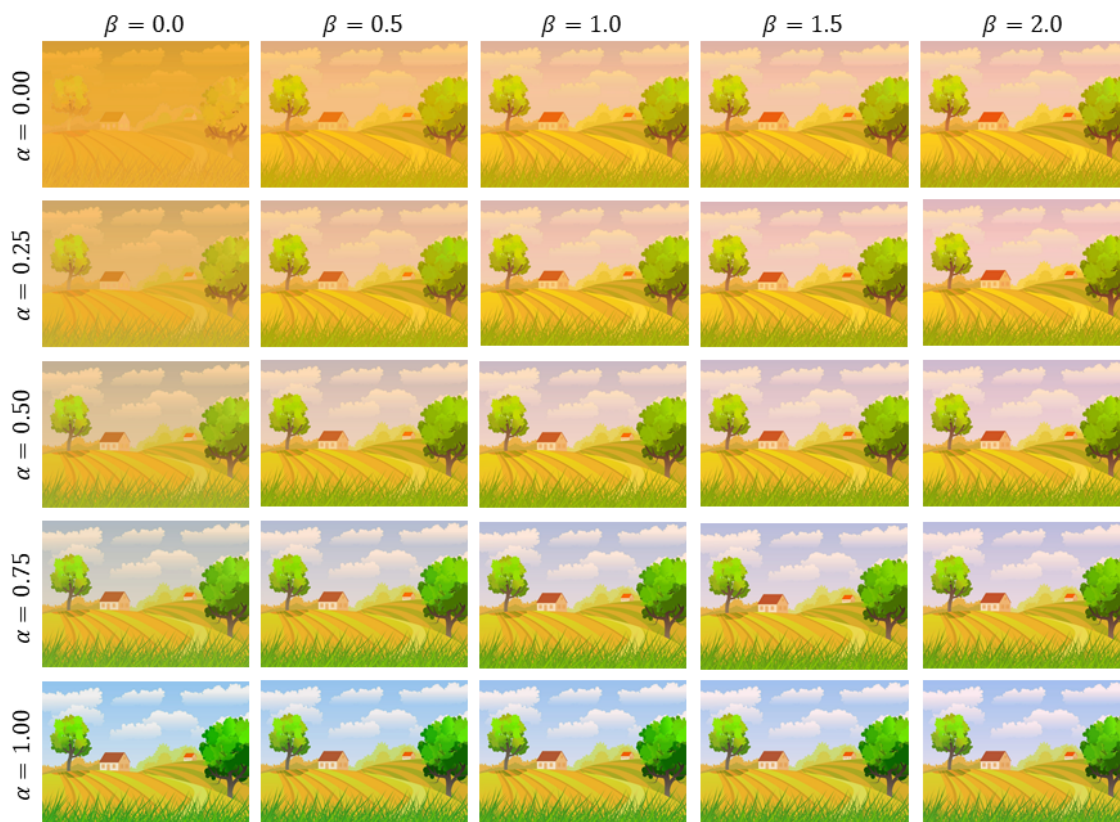 β = 0.0 β = 0.5 β = 1.0 β = 1.5 β = 2.0
α = 0.00
α = 0.25
α = 0.50
α = 0.75
α = 1.00